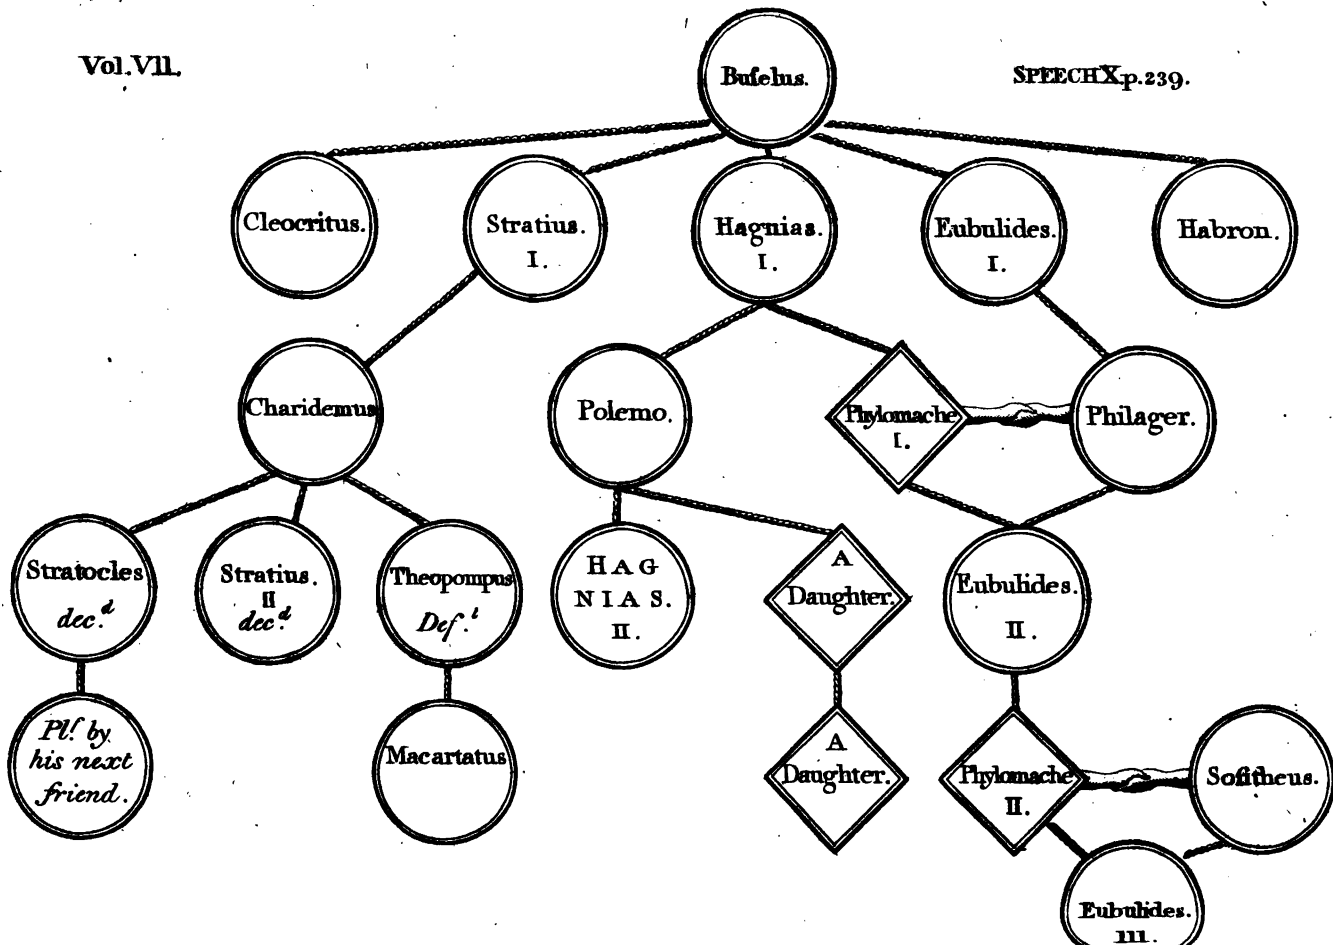 Vol.VII.
SPEECH X.p.239.
Buſelus.
Cleocritus.
Stratius.
I.
Hagnias.
I.
Eubulides.
I.
Habron.
Charidemus
Polemo.
Phylomache
I.
Philager.
Stratocles
dec.d
Stratius.
II
dec.d
Theopompus
Def.t
HAG
NIAS.
II.
A
Daughter.
Eubulides.
II.
Pl.f by
his next
friend.
Macartatus
A
Daughter.
Phylomache
II.
Soſitheus.
Eubulides.
III.